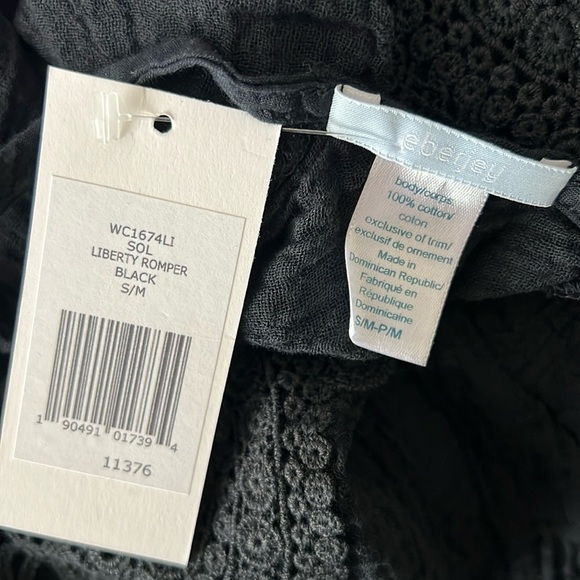 WC1674LI
SOL
LIBERTY ROMPER
BLACK
S/M
1 90491 01739 4
11376
eberjey
body/corps:
100% cotton/
coton
exclusive of trim/
exclusif de ornement
Made in
Dominican Republic/
Fabriqué en
République
Dominicaine
S/M-P/M